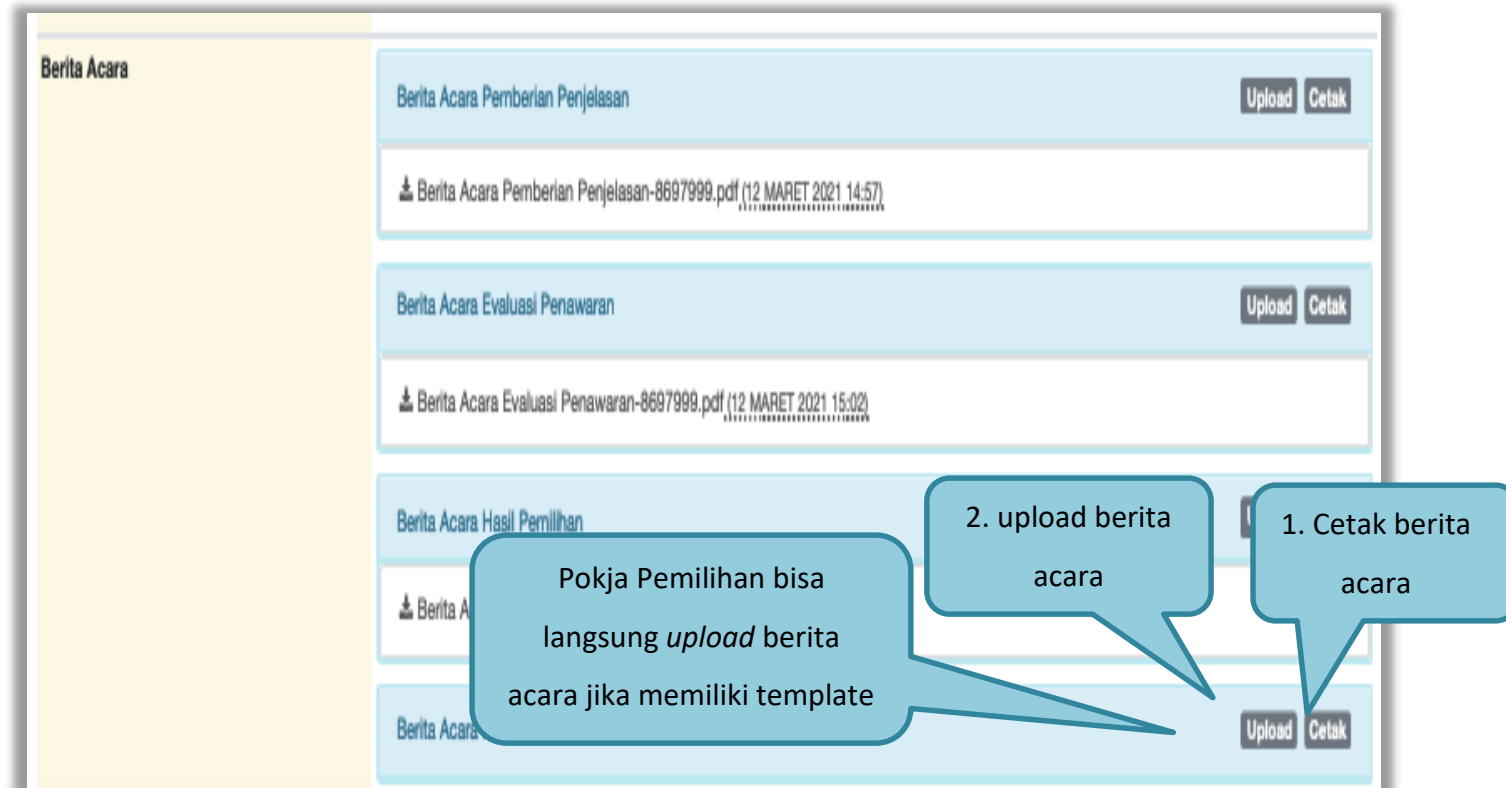 Berita Acara
Berita Acara Pemberian Penjelasan
Upload Cetak
Berita Acara Pemberian Penjelasan-8697999.pdf (12 MARET 2021 14:57)
Berita Acara Evaluasi Penawaran
Upload Cetak
Berita Acara Evaluasi Penawaran-8697999.pdf (12 MARET 2021 15:02)
Berita Acara Hasil Pemilihan
2. upload berita
acara
1. Cetak berita
acara
Berita A
Pokja Pemilihan bisa
langsung upload berita
acara jika memiliki template
Berita Acara
Upload Cetak